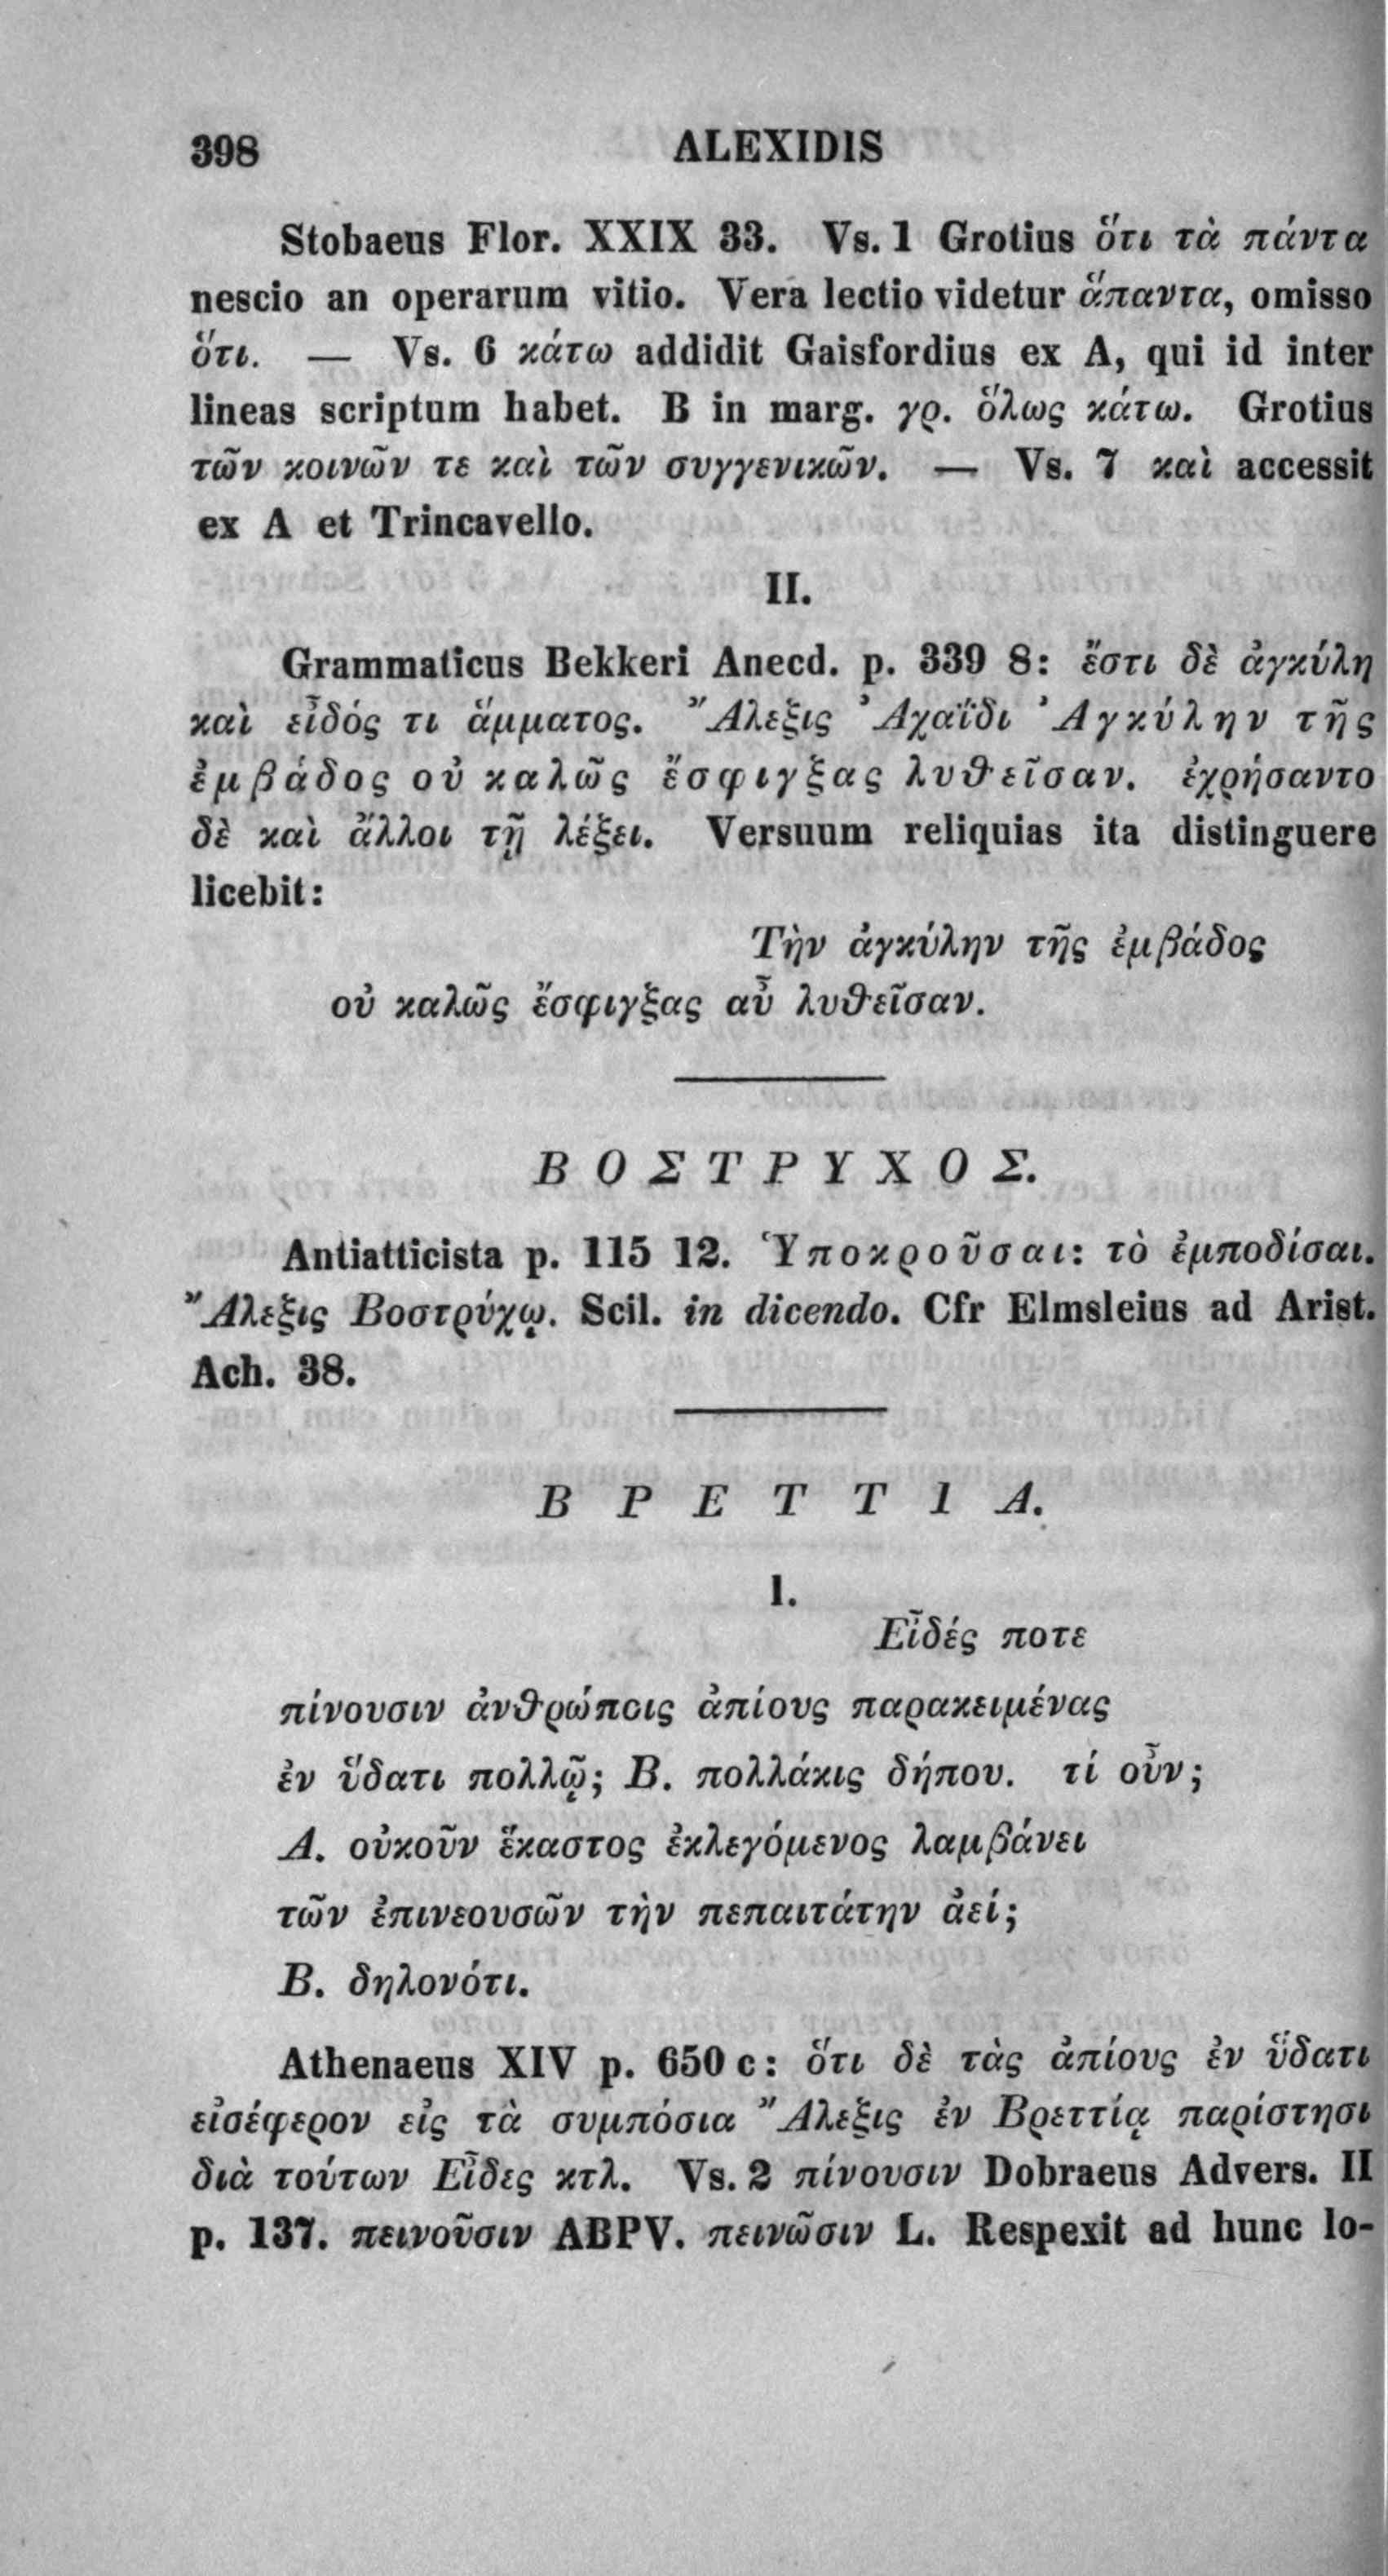 398 ALEXIDIS
Stobaeus Flor. XXIX 33. Vs. 1 Grotius ὅτι τὰ πάντα
nescio an operarum vitio. Vera lectio videtur ἅπαντα, omisso
ὅτι. — Vs. 6 κάτω addidit Gaisfordius ex A, qui id inter
lineas scriptum habet. B in marg. γρ. ὅλως κάτω. Grotius
τῶν κοινῶν τε καὶ τῶν συγγενικῶν. — Vs. 7 καὶ accessit
ex A et Trincavello.
II.
Grammaticus Bekkeri Anecd. p. 339 8: ἔστι δὲ ἀγκύλη
καὶ εἶδός τι ἅμματος. Ἄλεξις Ἀχαΐδι Ἀγκύλην τῆς
ἐμβάδος οὐ καλῶς ἔσφιγξας λυθεῖσαν. ἐχρήσαντο
δὲ καὶ ἄλλοι τῇ λέξει. Versuum reliquias ita distinguere
licebit:
Τὴν ἀγκύλην τῆς ἐμβάδος
οὐ καλῶς ἔσφιγξας αὖ λυθεῖσαν.
ΒΟΣΤΡΥΧΟΣ.
Antiatticista p. 115 12. Ὑποκροῦσαι: τὸ ἐμποδίσαι.
Ἄλεξις Βοστρύχῳ. Scil. in dicendo. Cfr Elmsleius ad Arist.
Ach. 38.
ΒΡΕΤΤΙΑ.
I.
Εἶδές ποτε
πίνουσιν ἀνθρώποις ἀπίους παρακειμένας
ἐν ὕδατι πολλῷ; Β. πολλάκις δήπου. τί οὖν;
Α. οὐκοῦν ἕκαστος ἐκλεγόμενος λαμβάνει
τῶν ἐπινεουσῶν τὴν πεπαιτάτην ἀεί;
Β. δηλονότι.
Athenaeus XIV p. 650 c: ὅτι δὲ τὰς ἀπίους ἐν ὕδατι
εἰσέφερον εἰς τὰ συμπόσια Ἄλεξις ἐν Βρεττίᾳ παρίστησι
διὰ τούτων Εἶδες κτλ. Vs. 2 πίνουσιν Dobraeus Advers. II
p. 137. πεινοῦσιν ABPV. πεινῶσιν L. Respexit ad hunc lo-